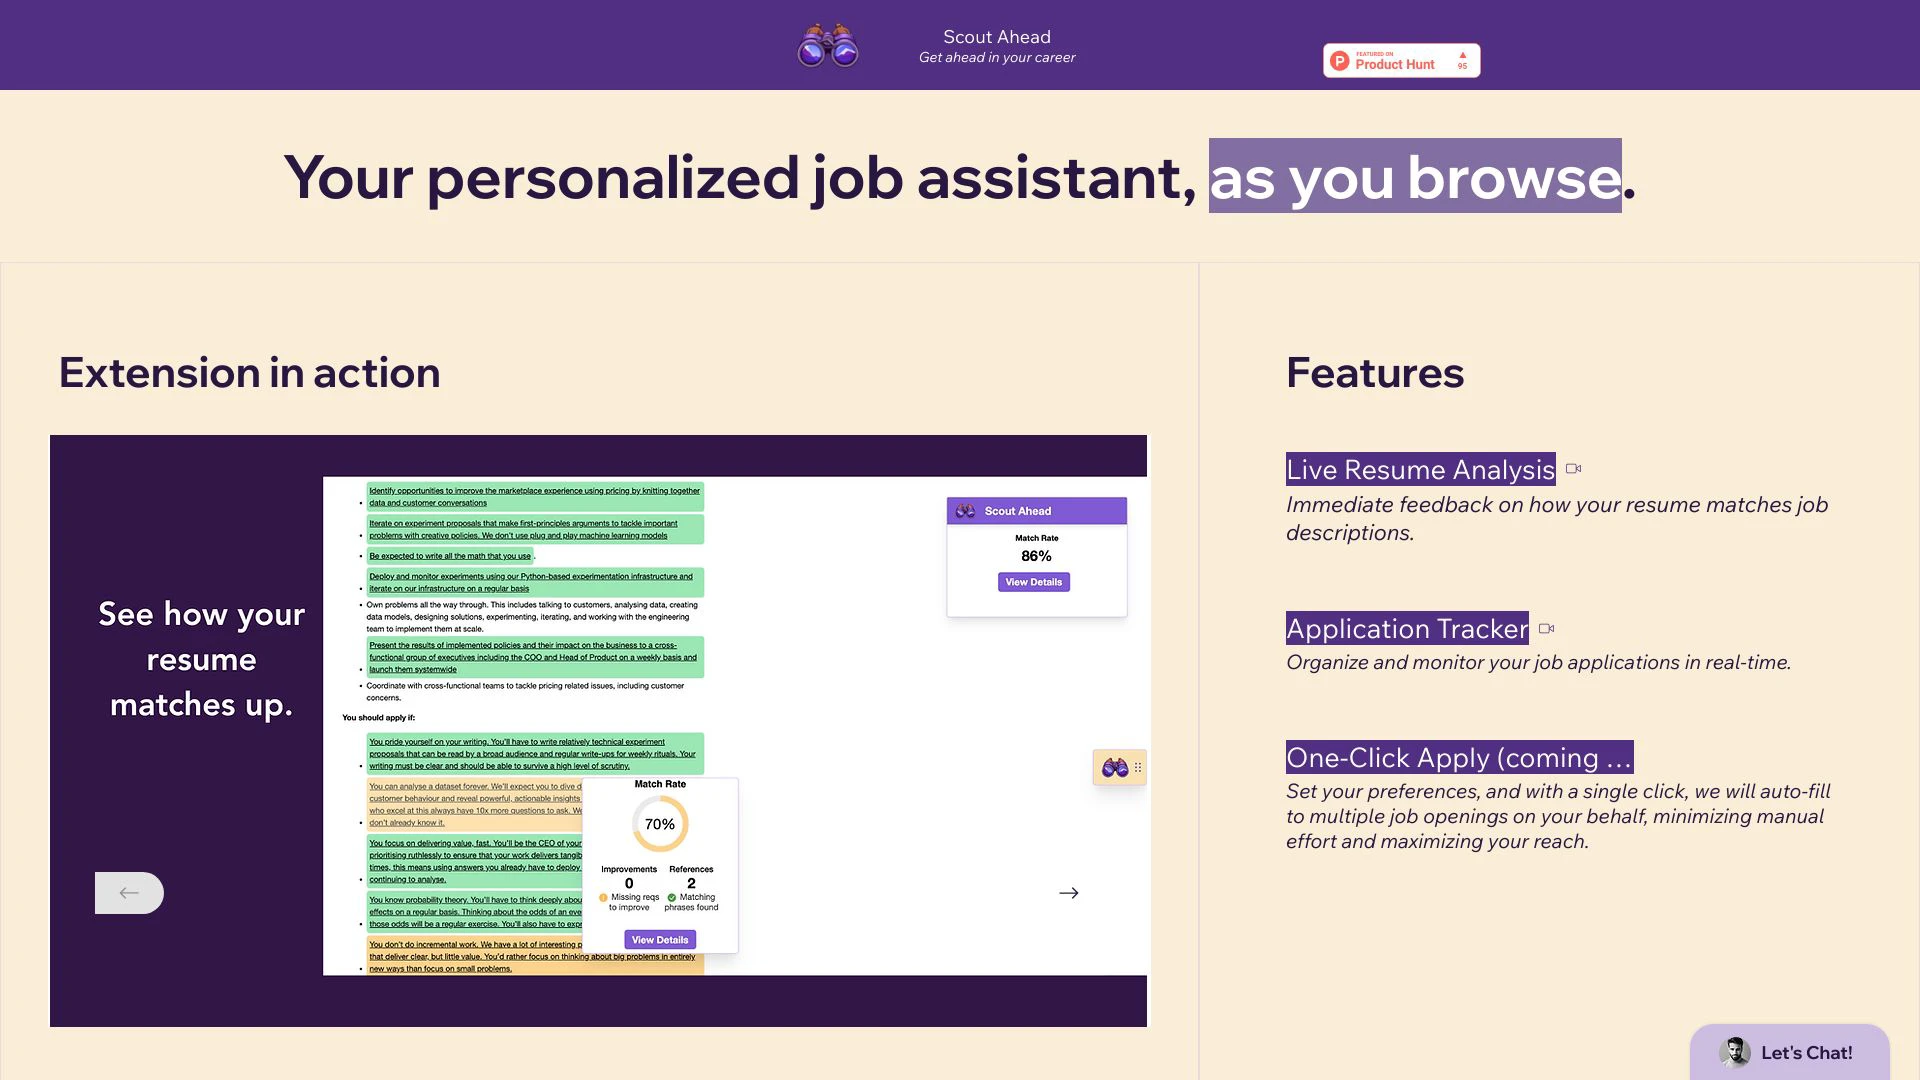 Scout Ahead
Get ahead in your career
FEATURED ON
Product Hunt
95
Your personalized job assistant, as you browse.
Extension in action
See how your
resume
matches up.
Identify opportunities to improve the marketplace experience using pricing by knitting together
data and customer conversations
Iterate on experiment proposals that make first-principles arguments to tackle important
problems with creative policies. We don't use plug and play machine learning models
Be expected to write all the math that you use.
Deploy and monitor experiments using our Python-based experimentation infrastructure and
iterate on our infrastructure on a regular basis
Own problems all the way through. This includes talking to customers, analysing data, creating
data models, designing solutions, experimenting, iterating, and working with the engineering
team to implement them at scale.
Present the results of implemented policies and their impact on the business to a cross-
functional group of executives including the COO and Head of Product on a weekly basis and
launch them systemwide
Coordinate with cross-functional teams to tackle pricing related issues, including customer
concerns.
You should apply if:
You pride yourself on your writing. You'll have to write relatively technical experiment
proposals that can be read by a broad audience and regular write-ups for weekly rituals. Your
writing must be clear and should be able to survive a high level of scrutiny.
You can analyse a dataset forever. We'll expect you to dive d
customer behaviour and reveal powerful, actionable insights
who excel at this always have 10x more questions to ask. We
don't already know it.
You focus on delivering value, fast. You'll be the CEO of your
prioritising ruthlessly to ensure that your work delivers tangib
times, this means using answers you already have to deploy
continuing to analyse.
You know probability theory. You'll have to think deeply abou
effects on a regular basis. Thinking about the odds of an eve
those odds will be a regular exercise. You'll also have to exp
You don't do incremental work. We have a lot of interesting p
that deliver clear, but little value. You'd rather focus on thinking about big problems in entirely
new ways than focus on small problems.
Scout Ahead
Match Rate
86%
View Details
Match Rate
70%
Improvements
0
Missing reqs
to improve
References
2
Matching
phrases found
View Details
Features
Live Resume Analysis
Immediate feedback on how your resume matches job
descriptions.
Application Tracker
Organize and monitor your job applications in real-time.
One-Click Apply (coming ...
Set your preferences, and with a single click, we will auto-fill
to multiple job openings on your behalf, minimizing manual
effort and maximizing your reach.
Let's Chat!